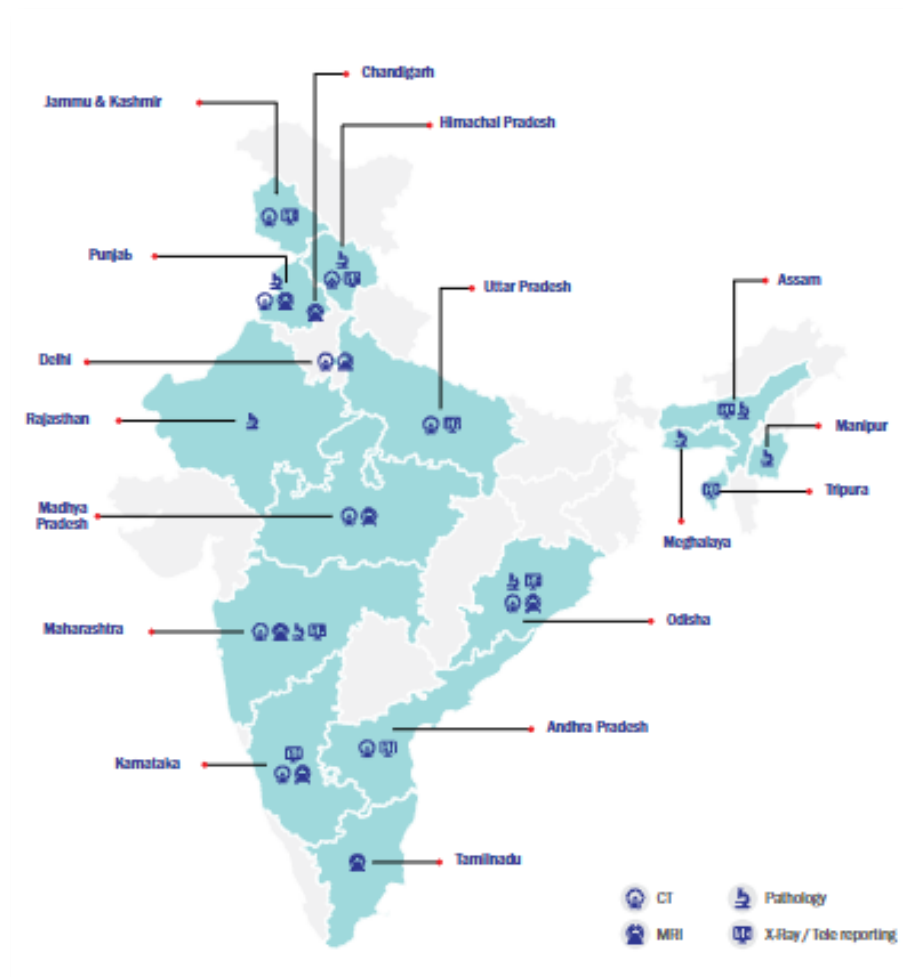 Chandigarh
Jammu & Kashmir
Himachal Pradesh
Punjab
Uttar Pradesh
Assam
Delhi
Rajasthan
Manipur
Madhya
Pradesh
Tripura
Meghalaya
Maharashtra
Odisha
Andhra Pradesh
Karnataka
Tamilnadu
CT
Pathology
MRI
X-Ray / Tele reporting